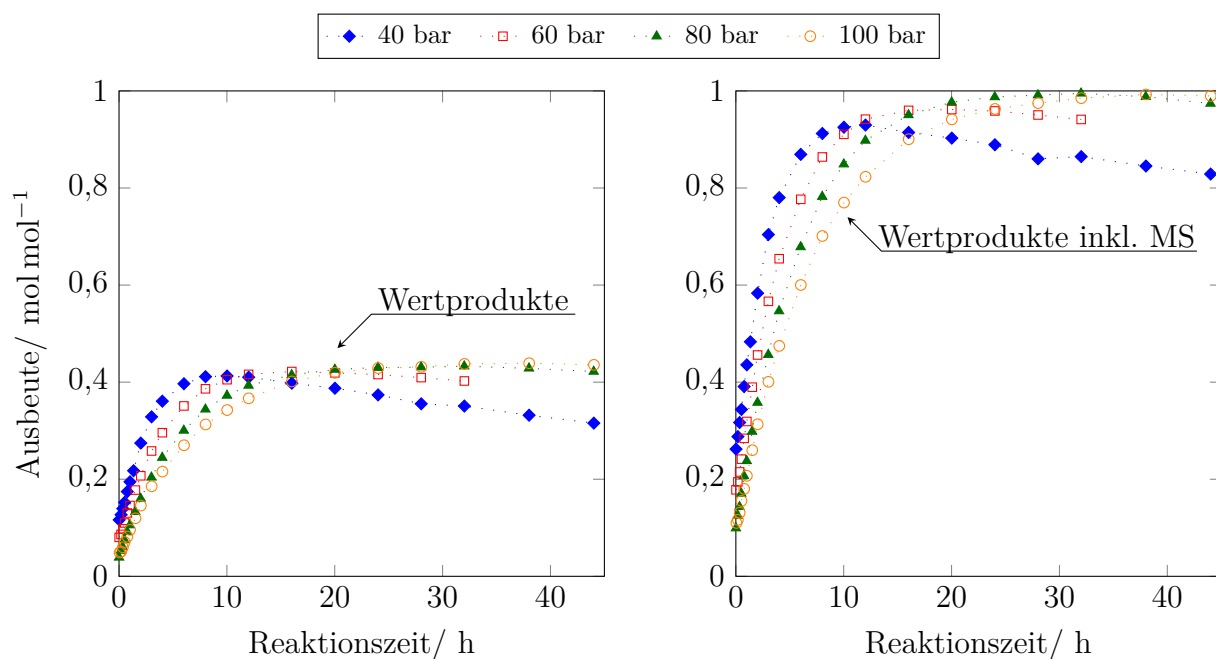 40 bar 60 bar 80 bar 100 bar
Ausbeute/ mol mol⁻¹
1
0,8
0,6
0,4
0,2
0
0 10 20 30 40
Reaktionszeit/ h
Wertprodukte
1
0,8
0,6
0,4
0,2
0
0 10 20 30 40
Reaktionszeit/ h
Wertprodukte inkl. MS